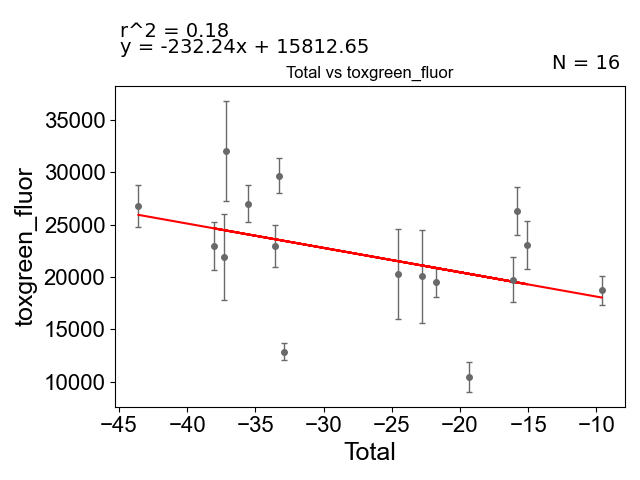 r^2 = 0.18
y = -232.24x + 15812.65
N = 16
Total vs toxgreen_fluor
toxgreen_fluor
35000
30000
25000
20000
15000
10000
−45 −40 −35 −30 −25 −20 −15 −10
Total